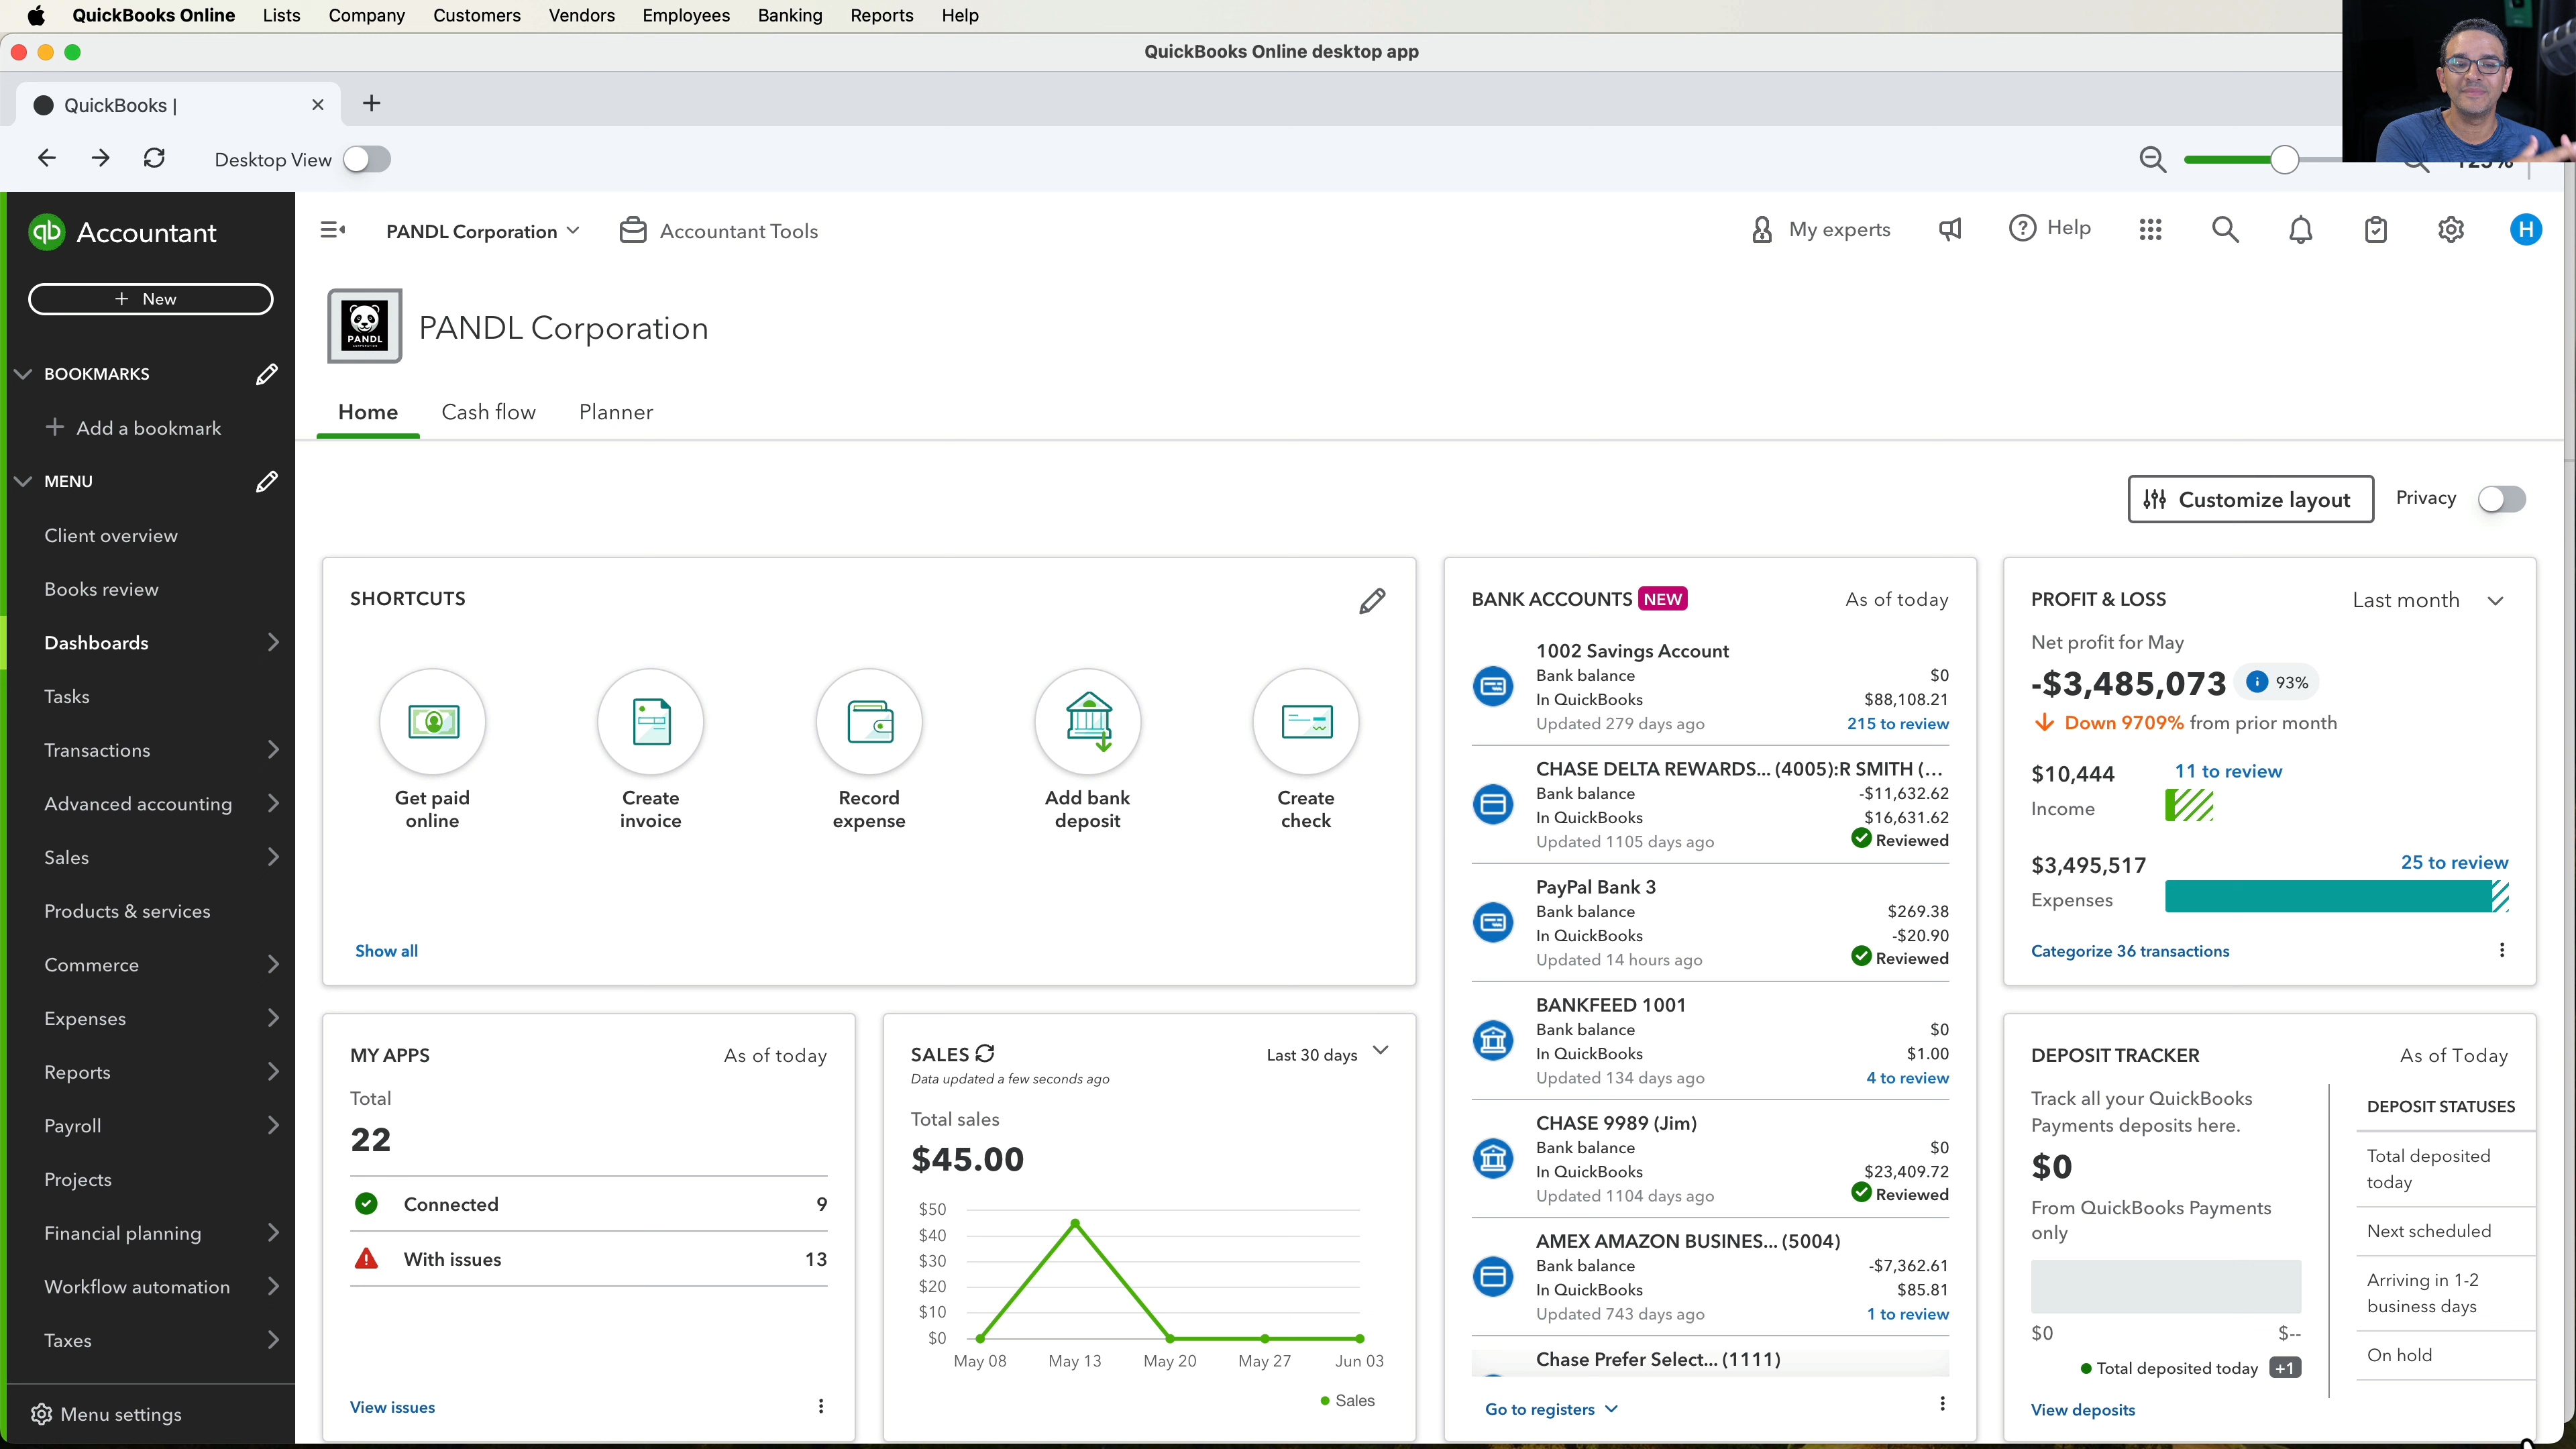 QuickBooks Online Lists Company Customers Vendors Employees Banking Reports Help
QuickBooks Online desktop app
QuickBooks |
Desktop View
qb Accountant
PANDL Corporation
Accountant Tools
My experts
Help
H
+ New
PANDL
PANDL Corporation
BOOKMARKS
Add a bookmark
MENU
Client overview
Books review
Dashboards
Tasks
Transactions
Advanced accounting
Sales
Products & services
Commerce
Expenses
Reports
Payroll
Projects
Financial planning
Workflow automation
Taxes
Menu settings
Home Cash flow Planner
Customize layout
Privacy
SHORTCUTS
Get paid
online
Create
invoice
Record
expense
Add bank
deposit
Create
check
Show all
MY APPS As of today
Total
22
Connected 9
With issues 13
View issues
SALES Last 30 days
Data updated a few seconds ago
Total sales
$45.00
$50
$40
$30
$20
$10
$0
May 08 May 13 May 20 May 27 Jun 03
Sales
BANK ACCOUNTS NEW As of today
1002 Savings Account
Bank balance $0
In QuickBooks $88,108.21
Updated 279 days ago 215 to review
CHASE DELTA REWARDS... (4005):R SMITH (...
Bank balance -$11,632.62
In QuickBooks $16,631.62
Updated 1105 days ago Reviewed
PayPal Bank 3
Bank balance $269.38
In QuickBooks -$20.90
Updated 14 hours ago Reviewed
BANKFEED 1001
Bank balance $0
In QuickBooks $1.00
Updated 134 days ago 4 to review
CHASE 9989 (Jim)
Bank balance $0
In QuickBooks $23,409.72
Updated 1104 days ago Reviewed
AMEX AMAZON BUSINES... (5004)
Bank balance -$7,362.61
In QuickBooks $85.81
Updated 743 days ago 1 to review
Chase Prefer Select... (1111)
Go to registers
PROFIT & LOSS Last month
Net profit for May
-$3,485,073 93%
Down 9709% from prior month
$10,444 11 to review
Income
$3,495,517 25 to review
Expenses
Categorize 36 transactions
DEPOSIT TRACKER As of Today
Track all your QuickBooks
Payments deposits here.
$0
From QuickBooks Payments
only
$0 $--
Total deposited today +1
View deposits
DEPOSIT STATUSES
Total deposited
today
Next scheduled
Arriving in 1-2
business days
On hold